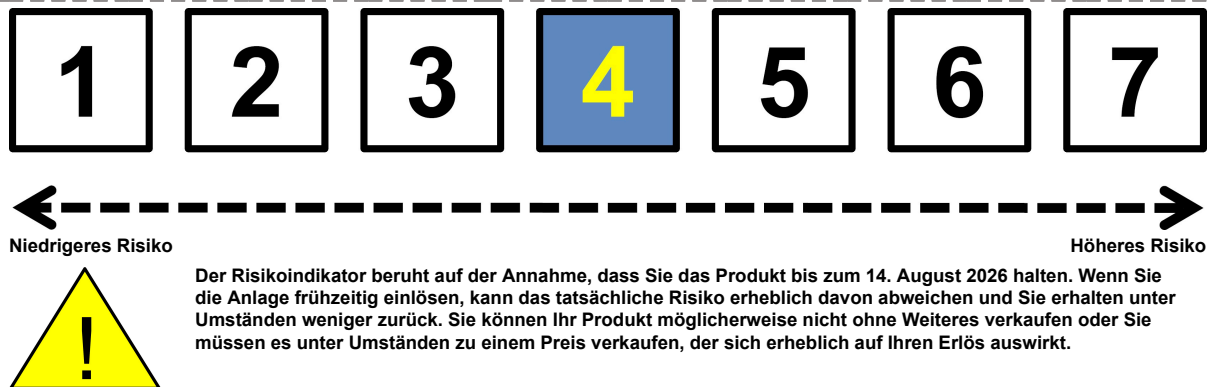 1 2 3 4 5 6 7
Niedrigeres Risiko Höheres Risiko
Der Risikoindikator beruht auf der Annahme, dass Sie das Produkt bis zum 14. August 2026 halten. Wenn Sie
die Anlage frühzeitig einlösen, kann das tatsächliche Risiko erheblich davon abweichen und Sie erhalten unter
Umständen weniger zurück. Sie können Ihr Produkt möglicherweise nicht ohne Weiteres verkaufen oder Sie
müssen es unter Umständen zu einem Preis verkaufen, der sich erheblich auf Ihren Erlös auswirkt.
!